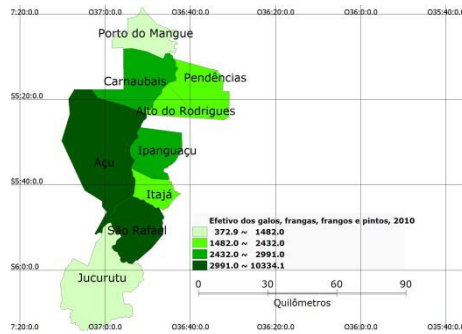 7:20:0.0 O37:0:0.0 O36:40:0.0 O36:20:0.0 O36:0:0.0 O35:40:0.0
Porto do Mangue
Carnaubais
Pendências
S5:20:0.0
Alto do Rodrigues
Ipanguaçu
Açu
S5:40:0.0
Itajá
São Rafael
Efetivo dos galos, frangas, frangos e pintos, 2010
372.9 ~ 1482.0
1482.0 ~ 2432.0
2432.0 ~ 2991.0
2991.0 ~ 10334.1
S6:00:0.0
Jucurutu
0 30 60 90
Quilômetros
7:20:0.0 O37:0:0.0 O36:40:0.0 O36:20:0.0 O36:0:0.0 O35:40:0.0